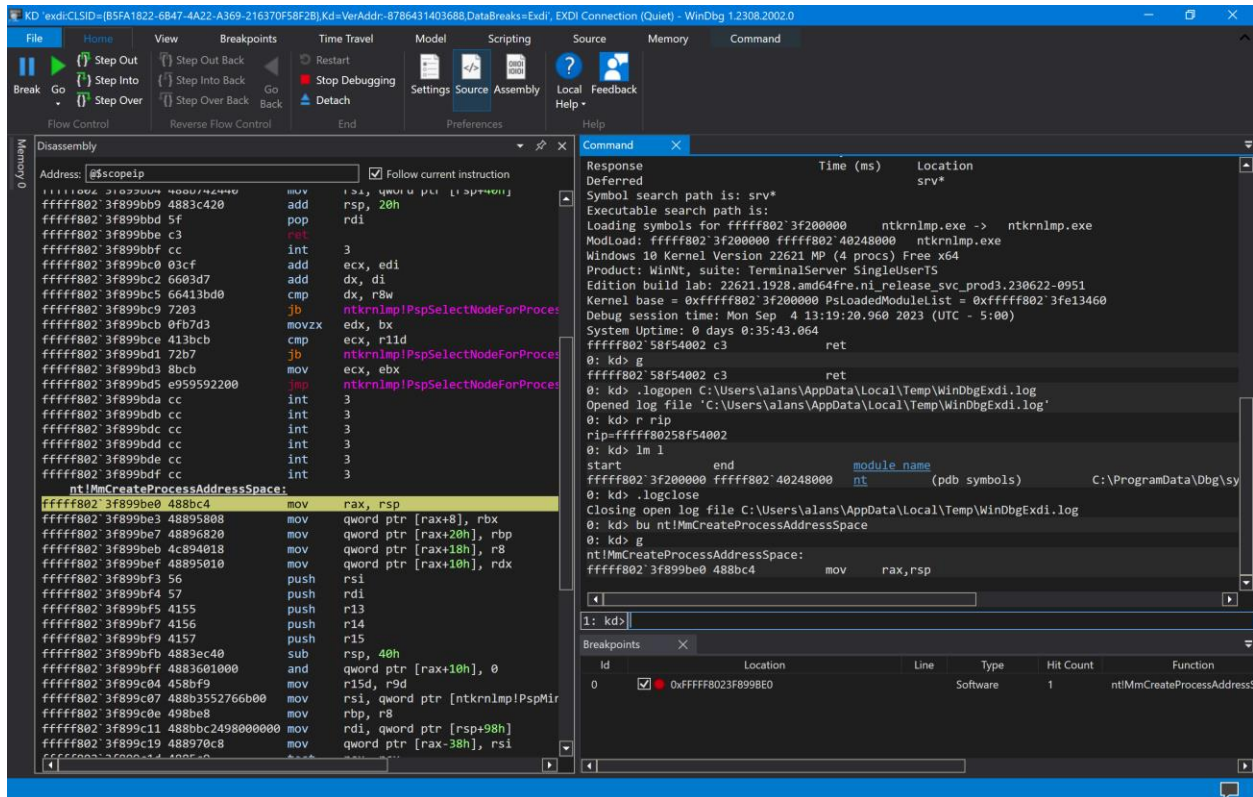 KD 'exdi:CLSID={B5FA1822-6B47-4A22-A369-216370F58F2B},Kd=VerAddr:-8786431403688,DataBreaks=Exdi', EXDI Connection (Quiet) - WinDbg 1.2308.2002.0
File Home View Breakpoints Time Travel Model Scripting Source Memory Command
Break Go
Step Out
Step Into
Step Over
Flow Control
Step Out Back
Step Into Back
Step Over Back
Go Back
Reverse Flow Control
Restart
Stop Debugging
Detach
End
Settings Source Assembly
Preferences
Local Help Feedback
Help
Memory 0
Disassembly
Address: @$scopeip Follow current instruction
fffff802`3f899bb4 488b742440 mov rsi, qword ptr [rsp+40h]
fffff802`3f899bb9 4883c420 add rsp, 20h
fffff802`3f899bbd 5f pop rdi
fffff802`3f899bbe c3 ret
fffff802`3f899bbf cc int 3
fffff802`3f899bc0 03cf add ecx, edi
fffff802`3f899bc2 6603d7 add dx, di
fffff802`3f899bc5 66413bd0 cmp dx, r8w
fffff802`3f899bc9 7203 jb ntkrnlmp!PspSelectNodeForProces
fffff802`3f899bcb 0fb7d3 movzx edx, bx
fffff802`3f899bce 413bcb cmp ecx, r11d
fffff802`3f899bd1 72b7 jb ntkrnlmp!PspSelectNodeForProces
fffff802`3f899bd3 8bcb mov ecx, ebx
fffff802`3f899bd5 e959592200 jmp ntkrnlmp!PspSelectNodeForProces
fffff802`3f899bda cc int 3
fffff802`3f899bdb cc int 3
fffff802`3f899bdc cc int 3
fffff802`3f899bdd cc int 3
fffff802`3f899bde cc int 3
fffff802`3f899bdf cc int 3
nt!MmCreateProcessAddressSpace:
fffff802`3f899be0 488bc4 mov rax, rsp
fffff802`3f899be3 48895808 mov qword ptr [rax+8], rbx
fffff802`3f899be7 48896820 mov qword ptr [rax+20h], rbp
fffff802`3f899beb 4c894018 mov qword ptr [rax+18h], r8
fffff802`3f899bef 48895010 mov qword ptr [rax+10h], rdx
fffff802`3f899bf3 56 push rsi
fffff802`3f899bf4 57 push rdi
fffff802`3f899bf5 4155 push r13
fffff802`3f899bf7 4156 push r14
fffff802`3f899bf9 4157 push r15
fffff802`3f899bfb 4883ec40 sub rsp, 40h
fffff802`3f899bff 4883601000 and qword ptr [rax+10h], 0
fffff802`3f899c04 458bf9 mov r15d, r9d
fffff802`3f899c07 488b3552766b00 mov rsi, qword ptr [ntkrnlmp!PspMin
fffff802`3f899c0e 498be8 mov rbp, r8
fffff802`3f899c11 488bbc2498000000 mov rdi, qword ptr [rsp+98h]
fffff802`3f899c19 488970c8 mov qword ptr [rax-38h], rsi
Command
Response Time (ms) Location
Deferred srv*
Symbol search path is: srv*
Executable search path is:
Loading symbols for fffff802`3f200000 ntkrnlmp.exe -> ntkrnlmp.exe
ModLoad: fffff802`3f200000 fffff802`40248000 ntkrnlmp.exe
Windows 10 Kernel Version 22621 MP (4 procs) Free x64
Product: WinNt, suite: TerminalServer SingleUserTS
Edition build lab: 22621.1928.amd64fre.ni_release_svc_prod3.230622-0951
Kernel base = 0xfffff802`3f200000 PsLoadedModuleList = 0xfffff802`3fe13460
Debug session time: Mon Sep 4 13:19:20.960 2023 (UTC - 5:00)
System Uptime: 0 days 0:35:43.064
fffff802`58f54002 c3 ret
0: kd> g
fffff802`58f54002 c3 ret
0: kd> .logopen C:\Users\alans\AppData\Local\Temp\WinDbgExdi.log
Opened log file 'C:\Users\alans\AppData\Local\Temp\WinDbgExdi.log'
0: kd> r rip
rip=fffff80258f54002
0: kd> lm l
start end module name
fffff802`3f200000 fffff802`40248000 nt (pdb symbols) C:\ProgramData\Dbg\sy
0: kd> .logclose
Closing open log file C:\Users\alans\AppData\Local\Temp\WinDbgExdi.log
0: kd> bu nt!MmCreateProcessAddressSpace
0: kd> g
nt!MmCreateProcessAddressSpace:
fffff802`3f899be0 488bc4 mov rax,rsp
1: kd>
Breakpoints
Id Location Line Type Hit Count Function
0 0xFFFFF8023F899BE0 Software 1 nt!MmCreateProcessAddressS